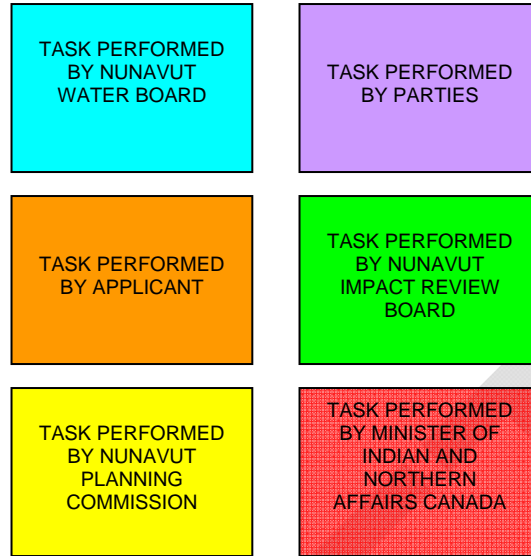 TASK PERFORMED
BY NUNAVUT
WATER BOARD
TASK PERFORMED
BY PARTIES
TASK PERFORMED
BY APPLICANT
TASK PERFORMED
BY NUNAVUT
IMPACT REVIEW
BOARD
TASK PERFORMED
BY NUNAVUT
PLANNING
COMMISSION
TASK PERFORMED
BY MINISTER OF
INDIAN AND
NORTHERN
AFFAIRS CANADA